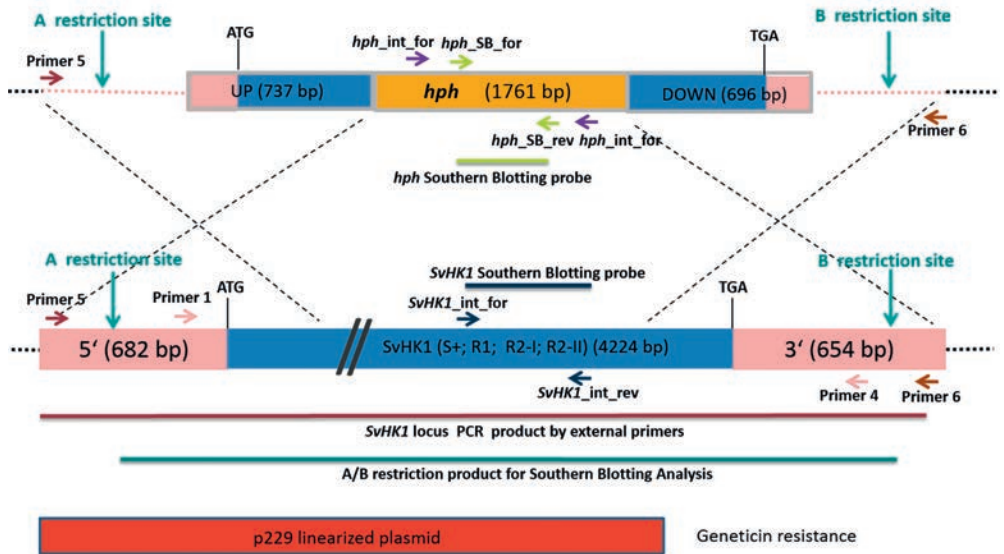 A restriction site
B restriction site
ATG
TGA
Primer 5
hph_int_for
hph_SB_for
UP (737 bp)
hph (1761 bp)
DOWN (696 bp)
hph_SB_rev hph_int_for
Primer 6
hph Southern Blotting probe
A restriction site
B restriction site
SvHK1 Southern Blotting probe
Primer 5
Primer 1
ATG
SvHK1_int_for
TGA
5‘ (682 bp)
SvHK1 (S+; R1; R2-I; R2-II) (4224 bp)
3‘ (654 bp)
SvHK1_int_rev
Primer 4
Primer 6
SvHK1 locus PCR product by external primers
A/B restriction product for Southern Blotting Analysis
p229 linearized plasmid
Geneticin resistance